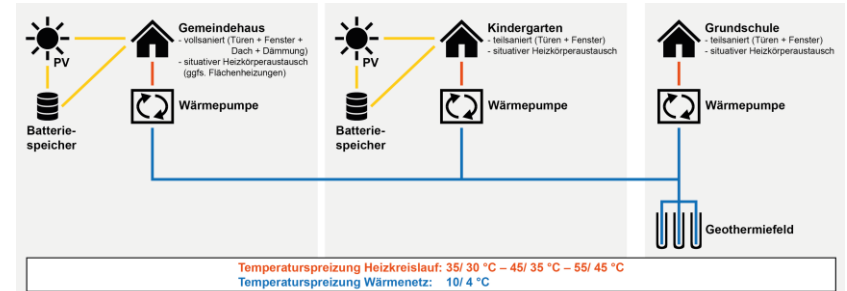 Gemeindehaus
- vollsaniert (Türen + Fenster +
Dach + Dämmung)
- situativer Heizkörperaustausch
(ggfs. Flächenheizungen)
PV
Wärmepumpe
Batterie-
speicher
Kindergarten
- teilsaniert (Türen + Fenster)
- situativer Heizkörperaustausch
PV
Wärmepumpe
Batterie-
speicher
Grundschule
- teilsaniert (Türen + Fenster)
- situativer Heizkörperaustausch
Wärmepumpe
Geothermiefeld
Temperaturspreizung Heizkreislauf: 35/ 30 °C – 45/ 35 °C – 55/ 45 °C
Temperaturspreizung Wärmenetz: 10/ 4 °C